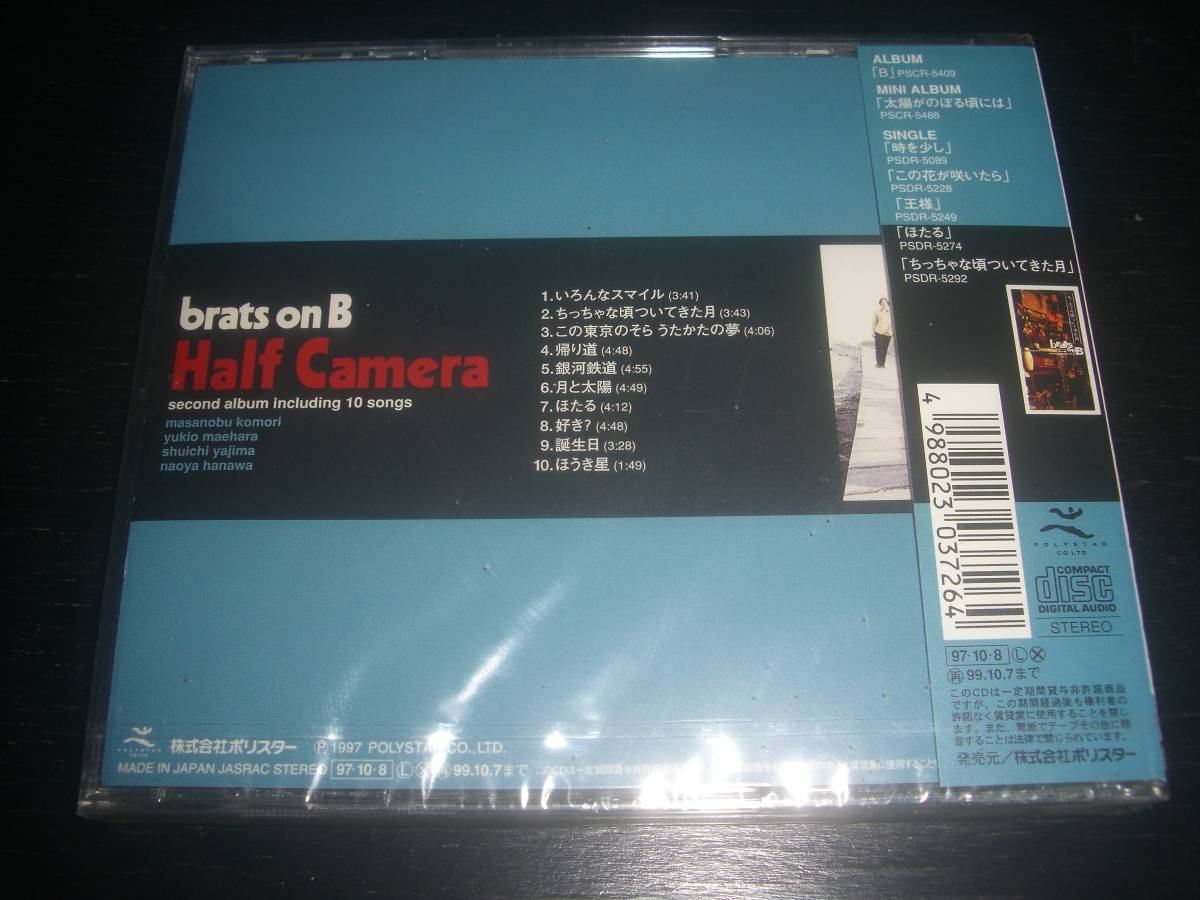 brats on B
Half Camera
second album including 10 songs
masanobu komori
yukio maehara
shuichi yajima
naoya hanawa
1.いろんなスマイル (3:41)
2.ちっちゃな頃ついてきた月 (3:43)
3.この東京のそら うたかたの夢 (4:06)
4.帰り道 (4:48)
5.銀河鉄道 (4:55)
6.月と太陽 (4:49)
7.ほたる (4:12)
8.好き? (4:48)
9.誕生日 (3:28)
10.ほうき星 (1:49)
POLYSTAR
CO.LTD
株式会社ポリスター
Ⓟ1997 POLYSTAR CO., LTD.
MADE IN JAPAN JASRAC STEREO 97・10・8 Ⓛ Ⓧ 再 99.10.7まで
ALBUM
「B」PSCR-5409
MINI ALBUM
「太陽がのぼる頃には」
PSCR-5488
SINGLE
「時を少し」
PSDR-5089
「この花が咲いたら」
PSDR-5228
「王様」
PSDR-5249
「ほたる」
PSDR-5274
「ちっちゃな頃ついてきた月」
PSDR-5292
brats
on B
4 988023 037264
POLYSTAR
CO.LTD
COMPACT
disc
DIGITAL AUDIO
STEREO
97・10・8 Ⓛ Ⓧ
再 99.10.7まで
このCDは一定期間貸与非許諾商品
ですが、この期間経過後も権利者の
許諾なく賃貸業に使用することを禁じ
ます。また、無断でテープその他に録
音することは法律で禁じられています。
発売元/株式会社ポリスター